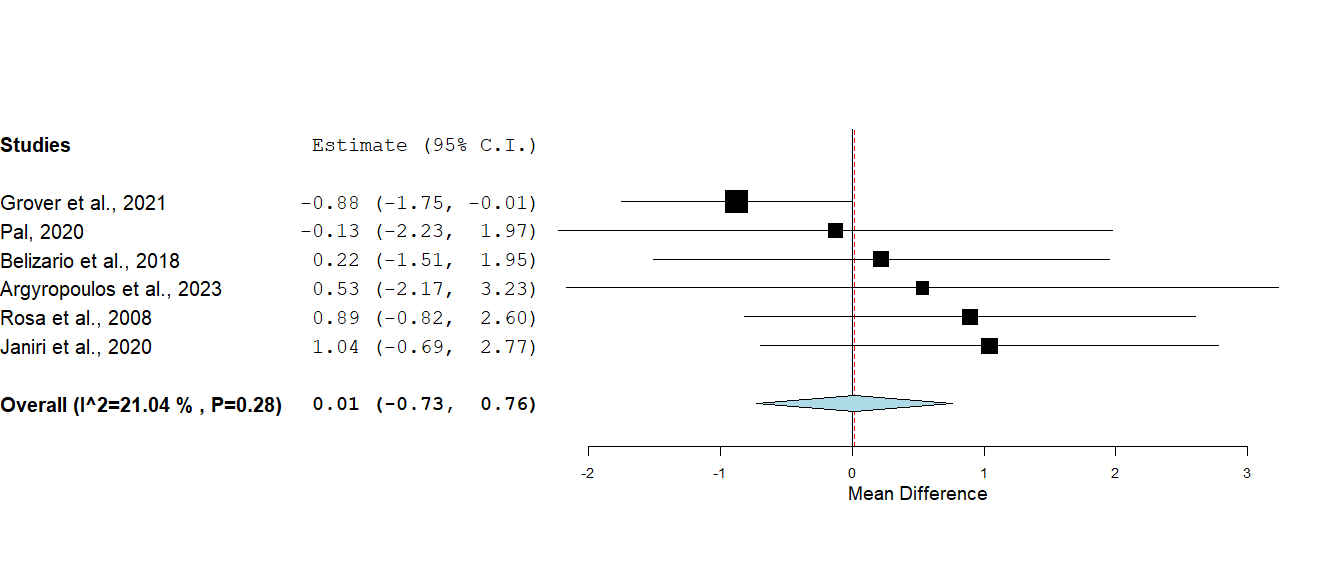 Studies Estimate (95% C.I.)
Grover et al., 2021 -0.88 (-1.75, -0.01)
Pal, 2020 -0.13 (-2.23, 1.97)
Belizario et al., 2018 0.22 (-1.51, 1.95)
Argyropoulos et al., 2023 0.53 (-2.17, 3.23)
Rosa et al., 2008 0.89 (-0.82, 2.60)
Janiri et al., 2020 1.04 (-0.69, 2.77)
Overall (I^2=21.04 % , P=0.28) 0.01 (-0.73, 0.76)
-2 -1 0 1 2 3
Mean Difference